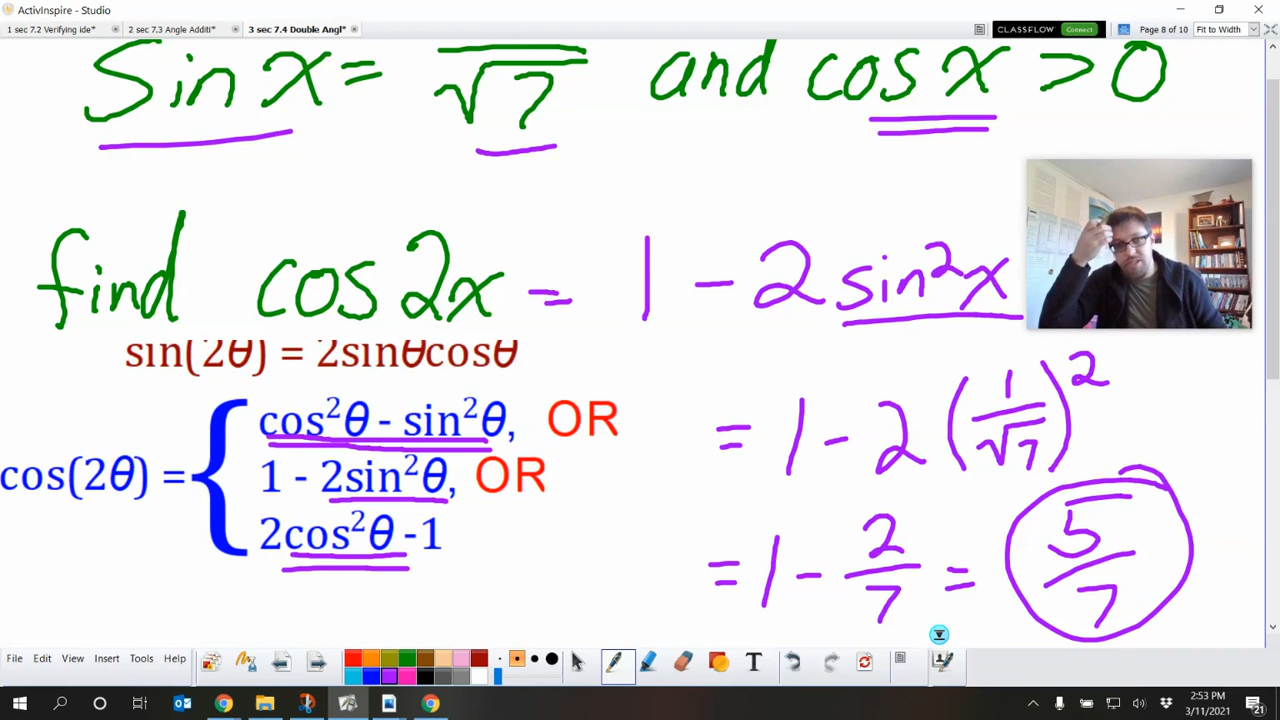 ActivInspire - Studio
1 sec 7.2 Verifying ide* 2 sec 7.3 Angle Additi* 3 sec 7.4 Double Angl* CLASSFLOW Connect Page 8 of 10 Fit to Width
Sin x = /√7 and cos x > 0
find cos 2x = 1 - 2 sin²x
sin(2θ) = 2sinθcosθ
cos(2θ) = { cos²θ - sin²θ, OR
1 - 2sin²θ, OR
2cos²θ -1
= 1 - 2 (1/√7)²
= 1 - 2/7 = 5/7
File Edit View Insert Tools Help
2:53 PM
3/11/2021
21